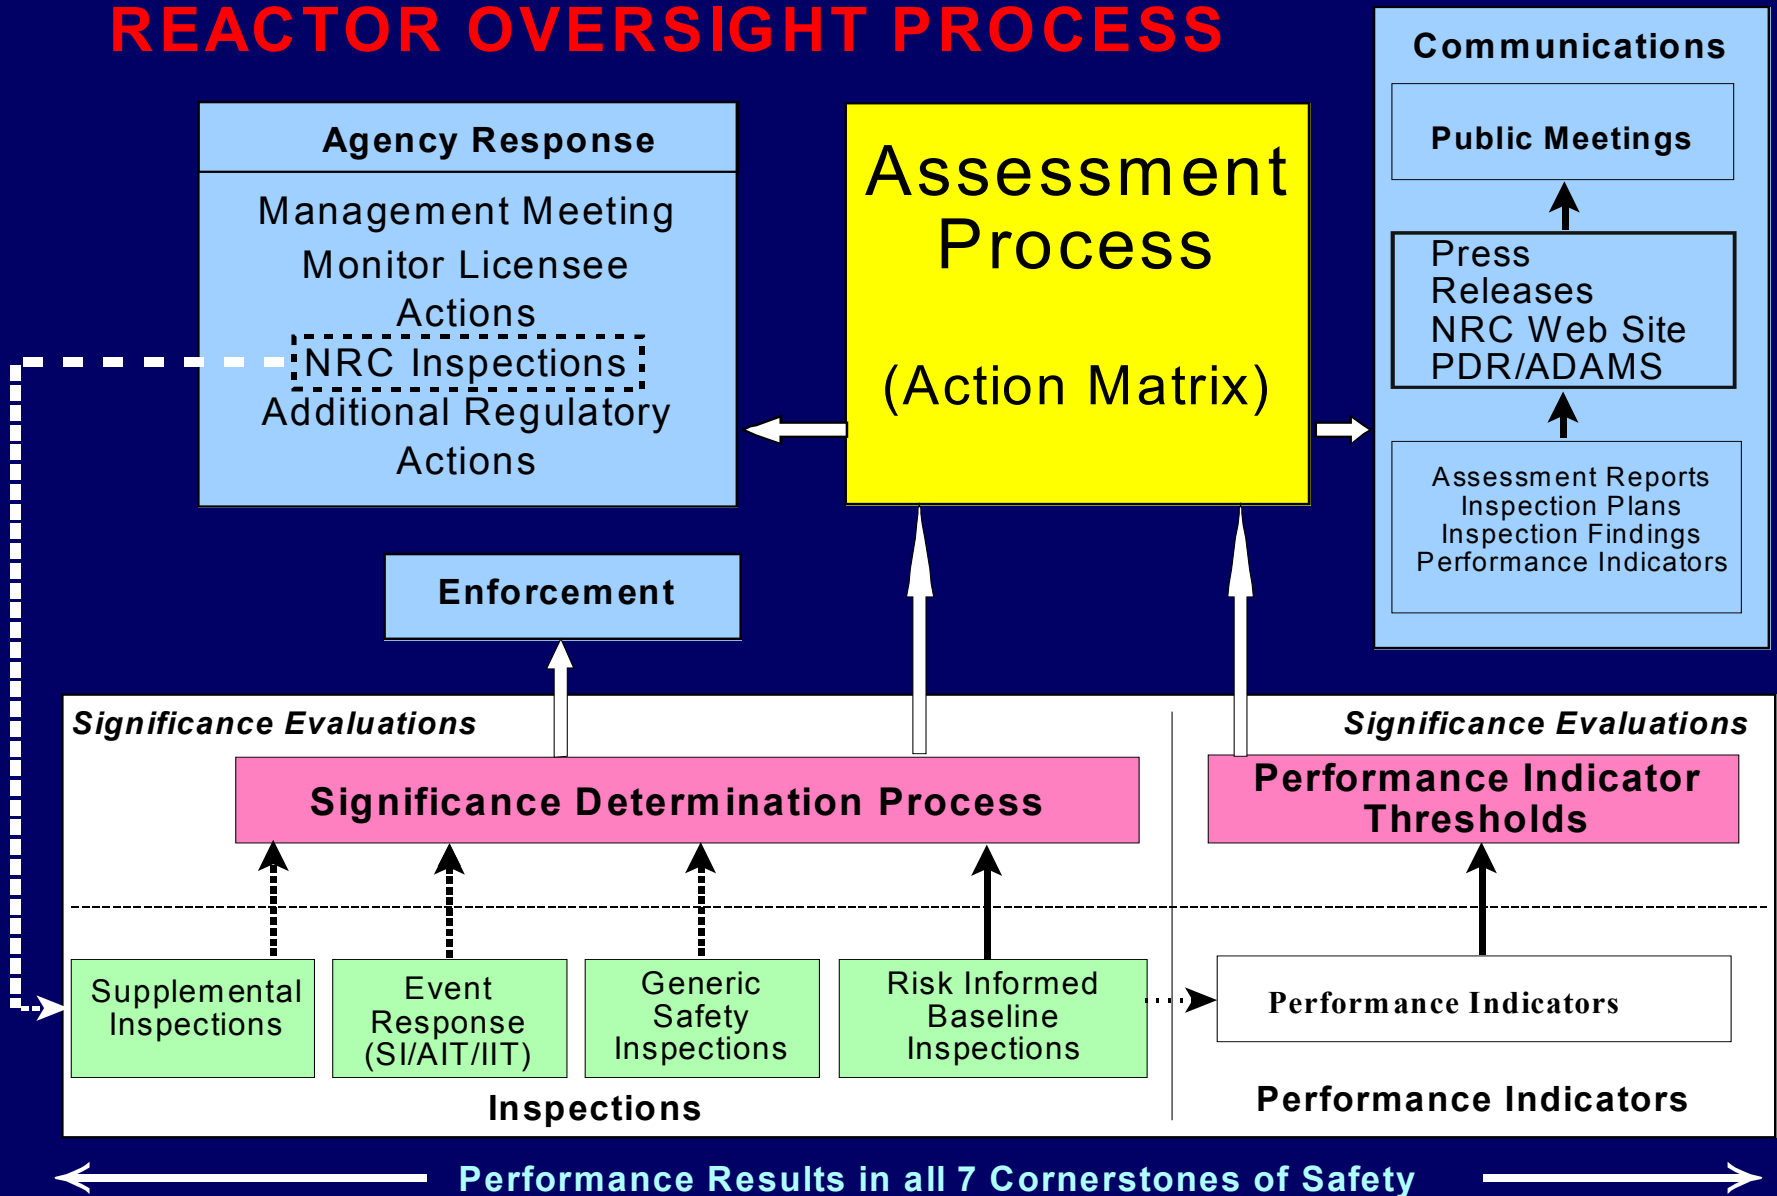 REACTOR OVERSIGHT PROCESS
Agency Response
Management Meeting
Monitor Licensee
Actions
NRC Inspections
Additional Regulatory
Actions
Assessment
Process
(Action Matrix)
Communications
Public Meetings
Press
Releases
NRC Web Site
PDR/ADAMS
Assessment Reports
Inspection Plans
Inspection Findings
Performance Indicators
Enforcement
Significance Evaluations
Significance Determination Process
Significance Evaluations
Performance Indicator
Thresholds
Supplemental
Inspections
Event
Response
(SI/AIT/IIT)
Generic
Safety
Inspections
Risk Informed
Baseline
Inspections
Performance Indicators
Inspections
Performance Indicators
Performance Results in all 7 Cornerstones of Safety